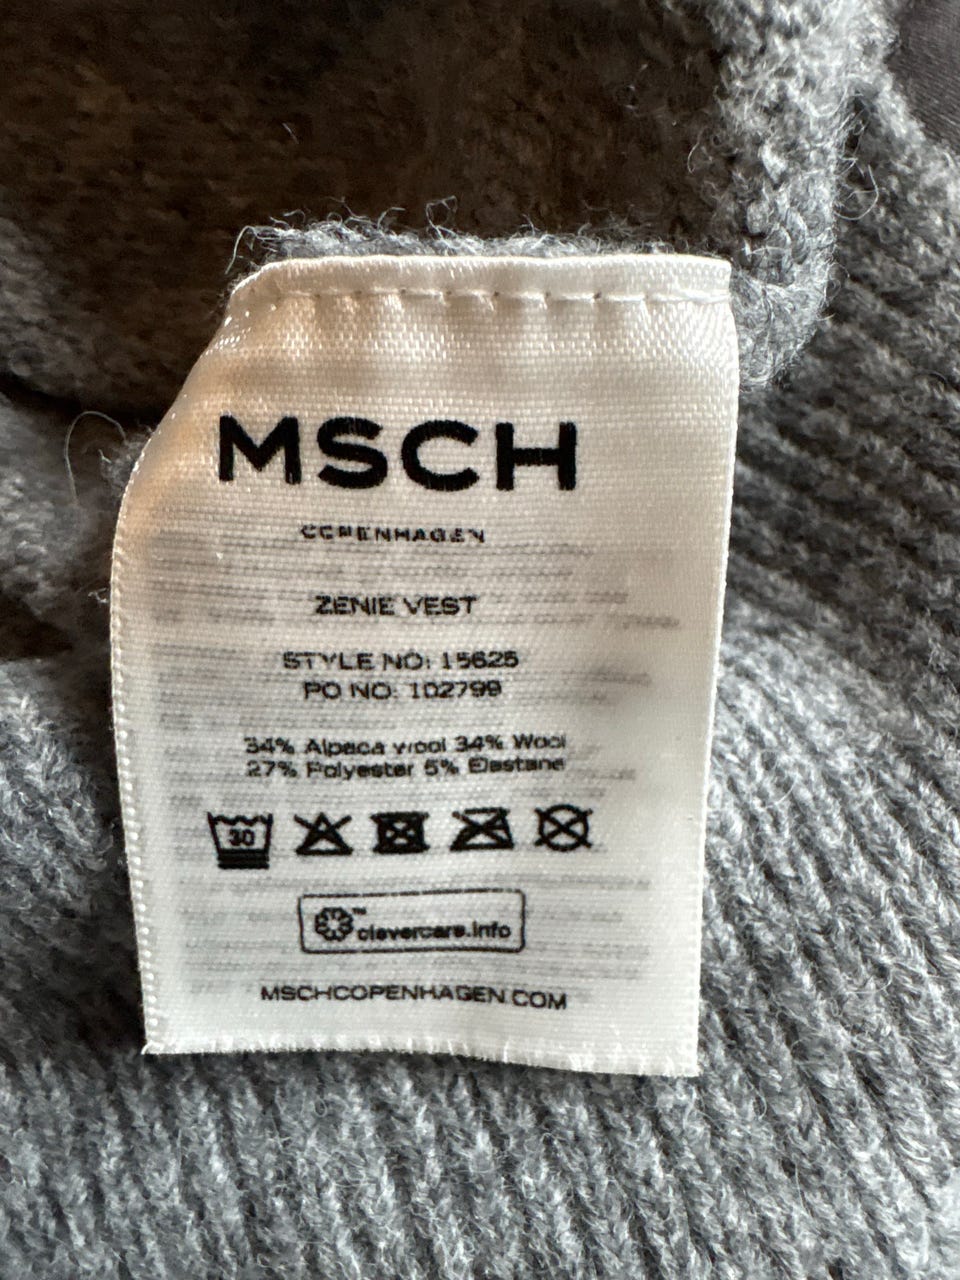 MSCH
COPENHAGEN
ZENIE VEST
STYLE NO: 15625
PO NO: 102799
34% Alpaca wool 34% Wool
27% Polyester 5% Elastane
30
clevercare.info
MSCHCOPENHAGEN.COM